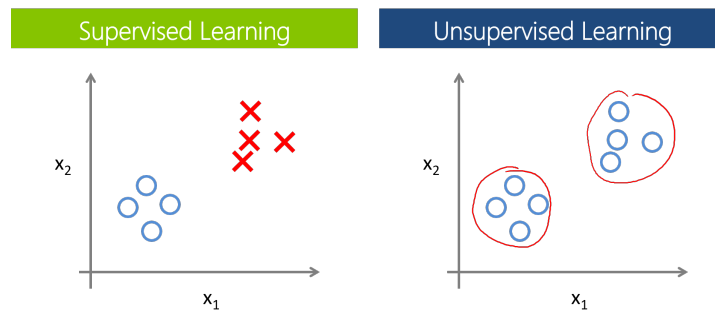 Supervised Learning
Unsupervised Learning
x₂
x₁
x₂
x₁